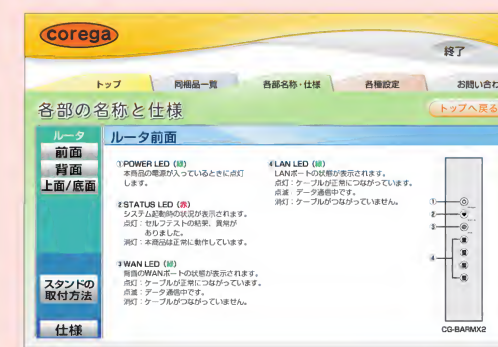 corega
終了
トップ
同梱品一覧
各部名称・仕様
各種設定
お問い合わ
各部の名称と仕様
トップへ戻る
ルータ
前面
背面
上面/底面
スタンドの
取付方法
仕様
ルータ前面
1 POWER LED（緑）
本商品の電源が入っているときに点灯
します。
2 STATUS LED（赤）
システム起動時の状況が表示されます。
点灯：セルフテストの結果、異常が
ありました。
消灯：本商品は正常に動作しています。
3 WAN LED（緑）
背面のWANポートの状態が表示されます。
点灯：ケーブルが正常につながっています。
点滅：データ通信中です。
消灯：ケーブルがつながっていません。
4 LAN LED（緑）
LANポートの状態が表示されます。
点灯：ケーブルが正常につながっています。
点滅：データ通信中です。
消灯：ケーブルがつながっていません。
1
2
3
4
CG-BARMX2